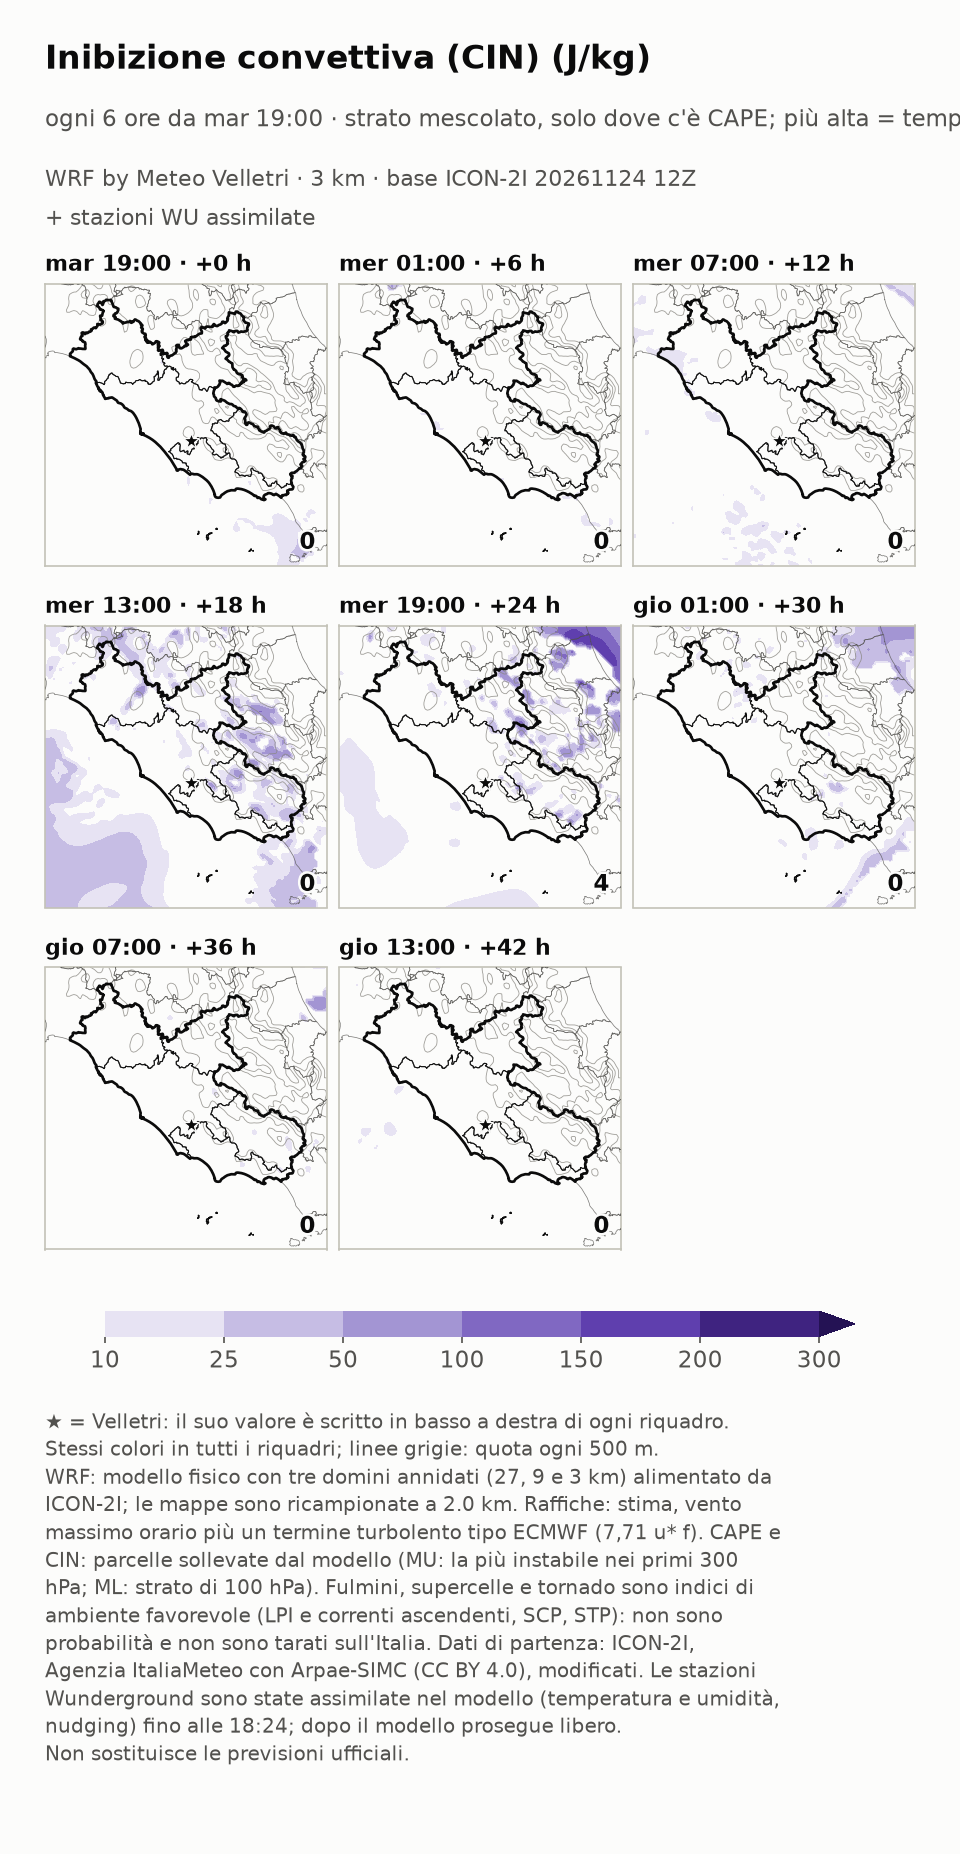 Inibizione convettiva (CIN) (J/kg)
ogni 6 ore da mar 19:00 · strato mescolato, solo dove c'è CAPE; più alta = temp
WRF by Meteo Velletri · 3 km · base ICON-2I 20261124 12Z
+ stazioni WU assimilate
mar 19:00 · +0 h
mer 01:00 · +6 h
mer 07:00 · +12 h
0
0
0
mer 13:00 · +18 h
mer 19:00 · +24 h
gio 01:00 · +30 h
0
4
0
gio 07:00 · +36 h
gio 13:00 · +42 h
0
0
10 25 50 100 150 200 300
★ = Velletri: il suo valore è scritto in basso a destra di ogni riquadro.
Stessi colori in tutti i riquadri; linee grigie: quota ogni 500 m.
WRF: modello fisico con tre domini annidati (27, 9 e 3 km) alimentato da
ICON-2I; le mappe sono ricampionate a 2.0 km. Raffiche: stima, vento
massimo orario più un termine turbolento tipo ECMWF (7,71 u* f). CAPE e
CIN: parcelle sollevate dal modello (MU: la più instabile nei primi 300
hPa; ML: strato di 100 hPa). Fulmini, supercelle e tornado sono indici di
ambiente favorevole (LPI e correnti ascendenti, SCP, STP): non sono
probabilità e non sono tarati sull'Italia. Dati di partenza: ICON-2I,
Agenzia ItaliaMeteo con Arpae-SIMC (CC BY 4.0), modificati. Le stazioni
Wunderground sono state assimilate nel modello (temperatura e umidità,
nudging) fino alle 18:24; dopo il modello prosegue libero.
Non sostituisce le previsioni ufficiali.